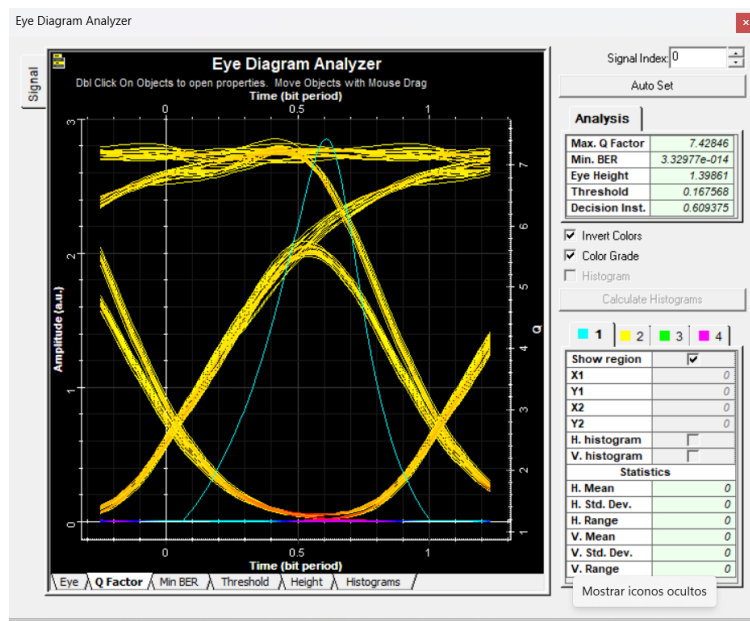 Eye Diagram Analyzer
Signal
Eye Diagram Analyzer
Dbl Click On Objects to open properties. Move Objects with Mouse Drag
Time (bit period)
0 0.5 1
Amplitude (a.u.)
3
2
1
0
Q
7
6
5
4
3
2
1
0 0.5 1
Time (bit period)
Eye Q Factor Min BER Threshold Height Histograms
Signal Index: 0
Auto Set
Analysis
Max. Q Factor 7.42846
Min. BER 3.32977e-014
Eye Height 1.39861
Threshold 0.167568
Decision Inst. 0.609375
Invert Colors
Color Grade
Histogram
Calculate Histograms
1 2 3 4
Show region
X1 0
Y1 0
X2 0
Y2 0
H. histogram
V. histogram
Statistics
H. Mean 0
H. Std. Dev. 0
H. Range 0
V. Mean 0
V. Std. Dev. 0
V. Range 0
Mostrar iconos ocultos